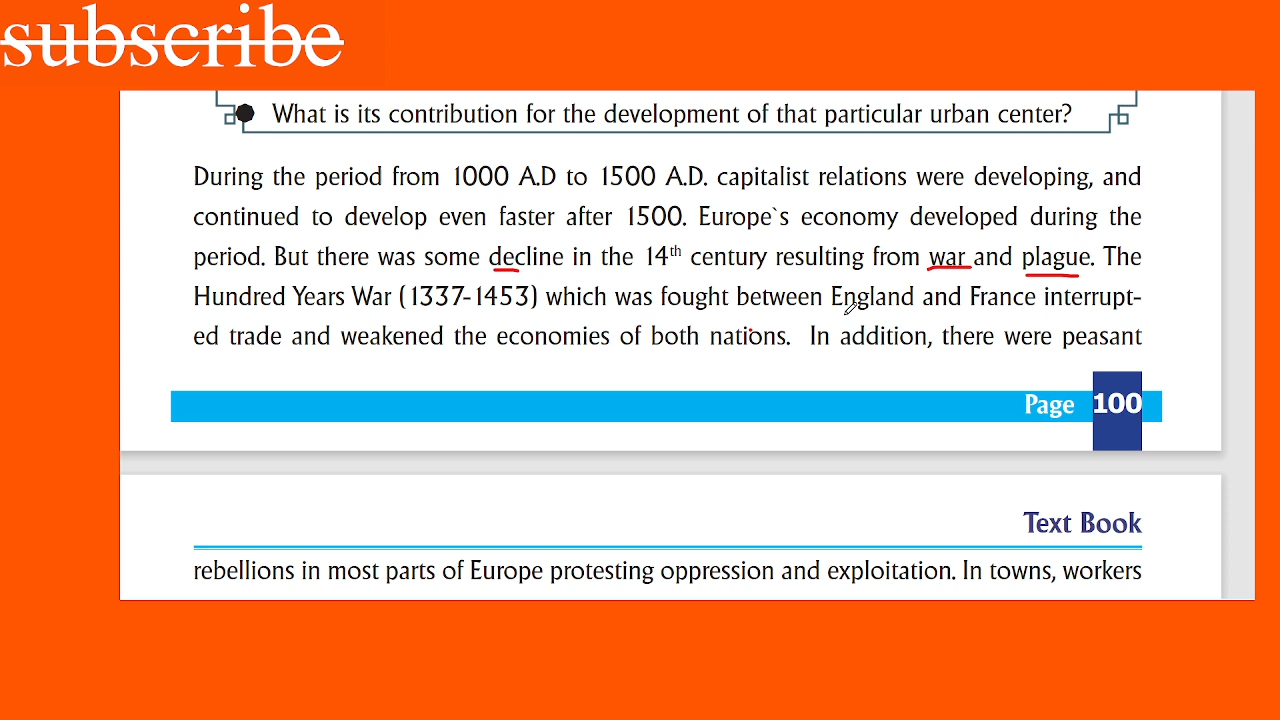 subscribe
What is its contribution for the development of that particular urban center?
During the period from 1000 A.D to 1500 A.D. capitalist relations were developing, and
continued to develop even faster after 1500. Europe`s economy developed during the
period. But there was some decline in the 14th century resulting from war and plague. The
Hundred Years War (1337-1453) which was fought between England and France interrupt-
ed trade and weakened the economies of both nations. In addition, there were peasant
Page 100
Text Book
rebellions in most parts of Europe protesting oppression and exploitation. In towns, workers